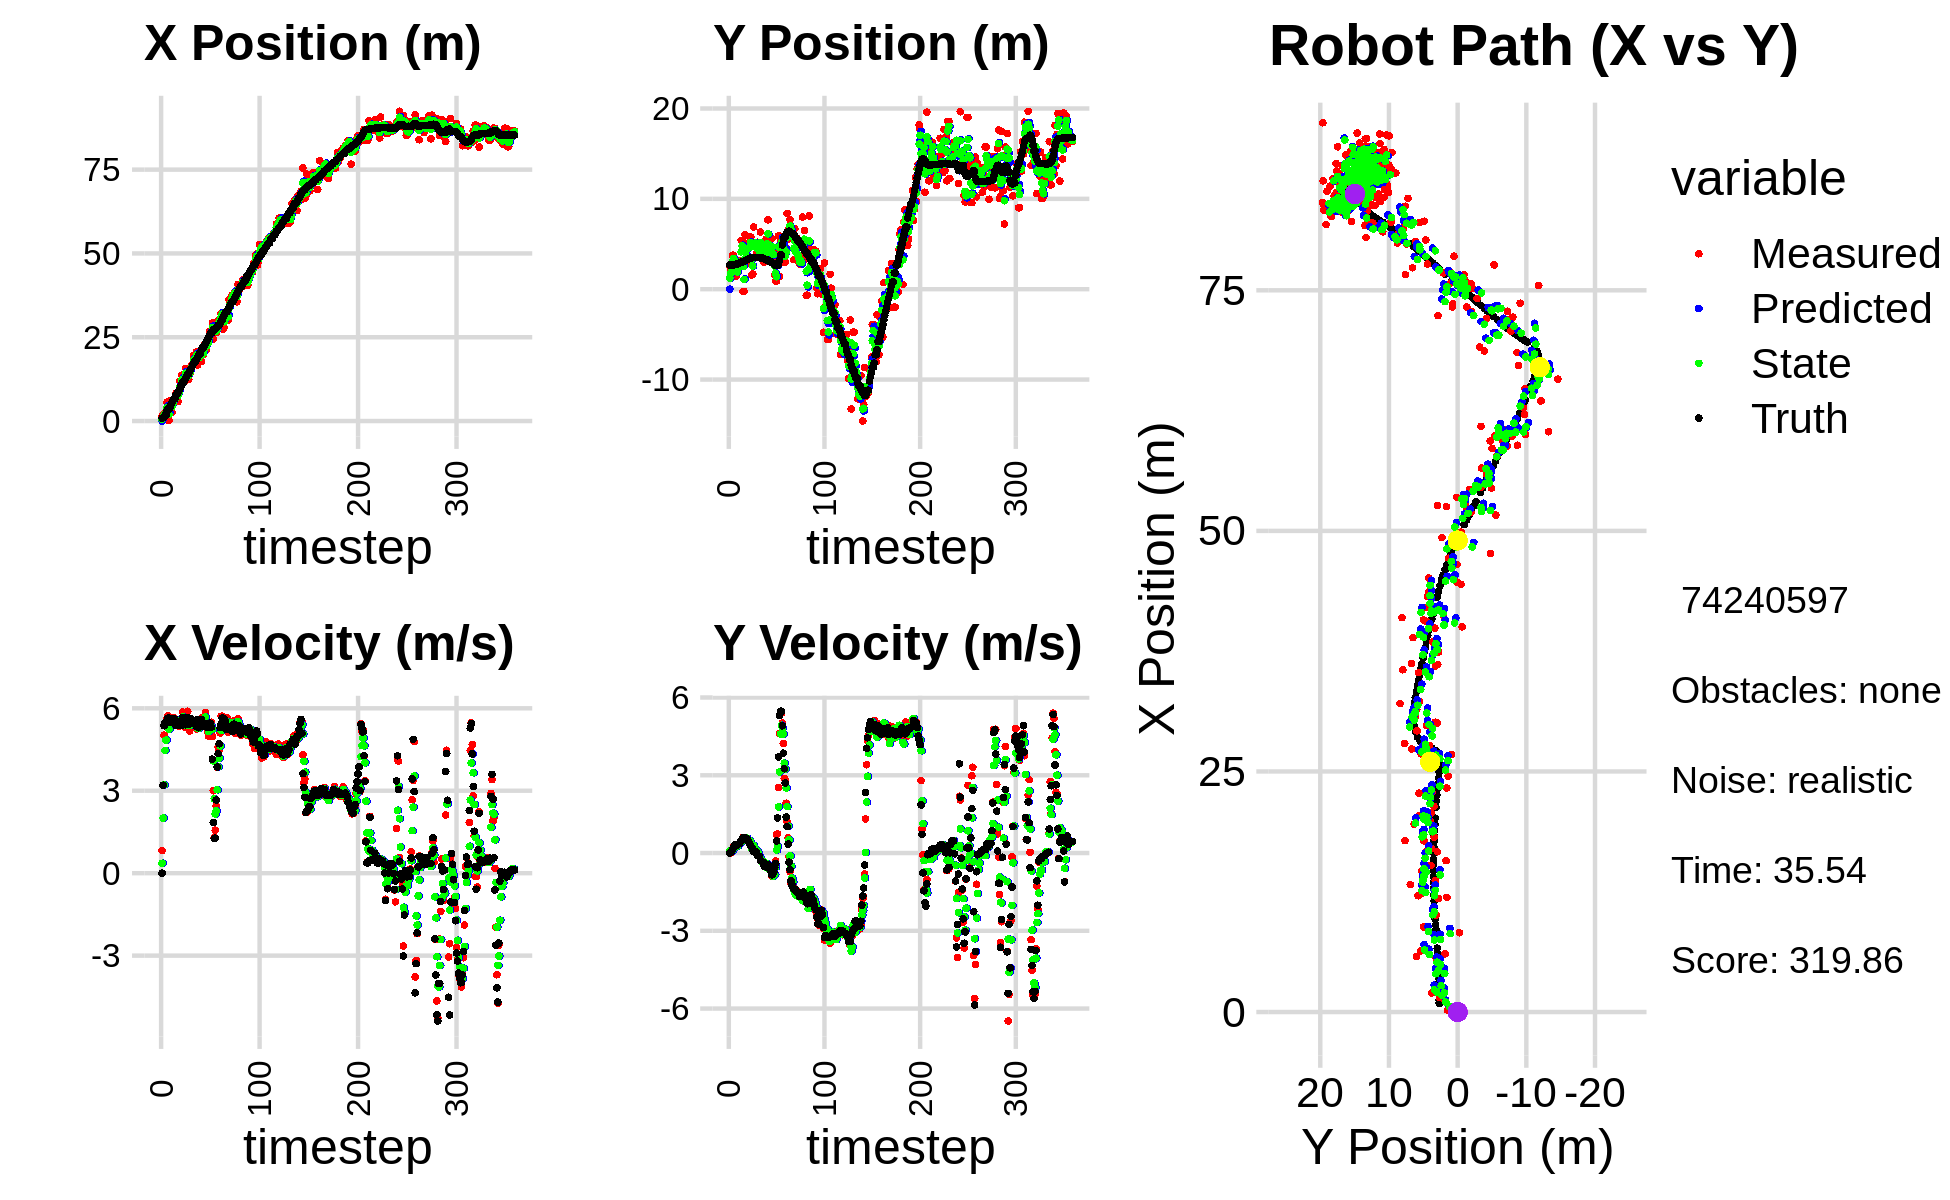 X Position (m)
75
50
25
0
0
100
200
300
timestep
Y Position (m)
20
10
0
-10
0
100
200
300
timestep
X Velocity (m/s)
6
3
0
-3
0
100
200
300
timestep
Y Velocity (m/s)
6
3
0
-3
-6
0
100
200
300
timestep
Robot Path (X vs Y)
X Position (m)
75
50
25
0
20 10 0 -10 -20
Y Position (m)
variable
Measured
Predicted
State
Truth
74240597
Obstacles: none
Noise: realistic
Time: 35.54
Score: 319.86